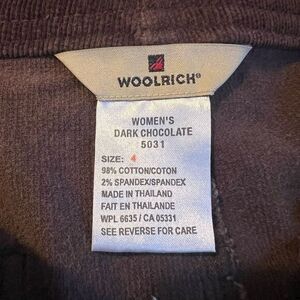 WOOLRICH®
WOMEN'S
DARK CHOCOLATE
5031
SIZE: 4
98% COTTON/COTON
2% SPANDEX/SPANDEX
MADE IN THAILAND
FAIT EN THAILANDE
WPL 6635 / CA 05331
SEE REVERSE FOR CARE